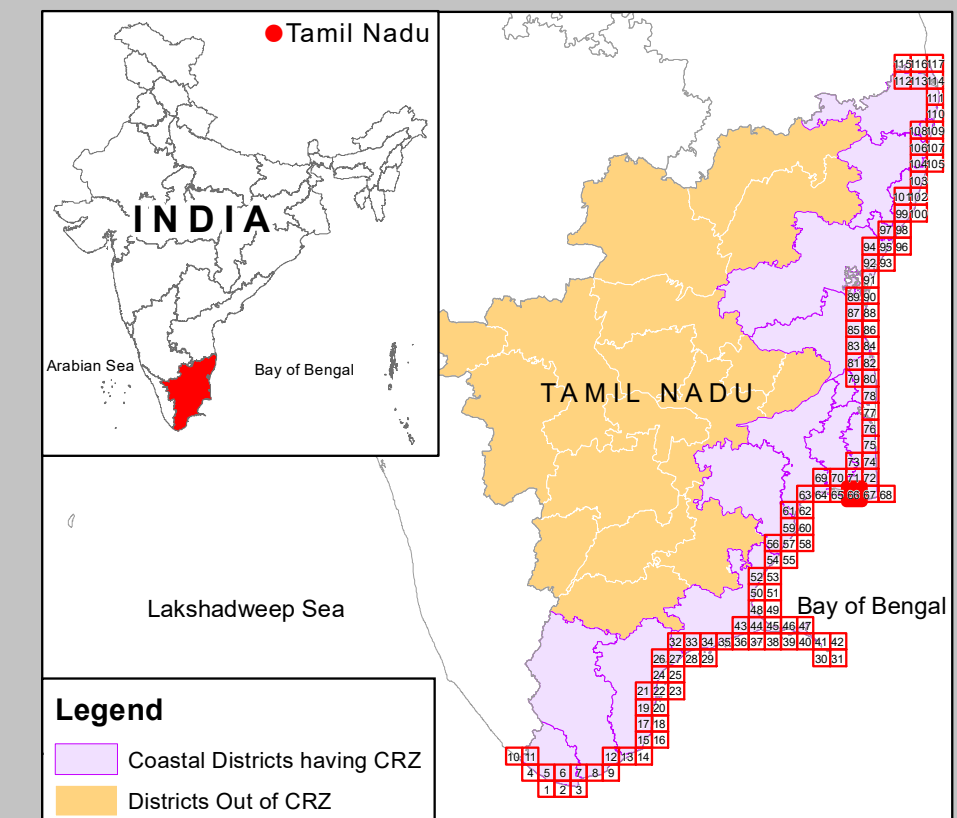 Tamil Nadu
INDIA
Arabian Sea
Bay of Bengal
115 116 117
112 113 114
111
110
108 109
106 107
104 105
103
101 102
99 100
97 98
94 95 96
92 93
91
89 90
87 88
85 86
83 84
81 82
79 80
TAMIL NADU
78
77
76
75
73 74
69 70 71 72
63 64 65 66 67 68
61 62
59 60
56 57 58
54 55
52 53
50 51
Lakshadweep Sea
48 49
Bay of Bengal
43 44 45 46 47
32 33 34 35 36 37 38 39 40 41 42
26 27 28 29 30 31
24 25
21 22 23
19 20
17 18
15 16
10 11 12 13 14
4 5 6 7 8 9
1 2 3
Legend
Coastal Districts having CRZ
Districts Out of CRZ